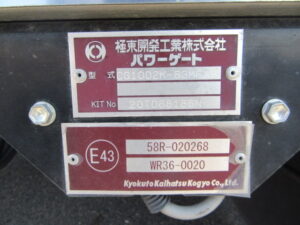 極東開発工業株式会社
パワーゲート
型式
KIT No
E43
58R-020268
WR36-0020
Kyokuto Kaihatsu Kogyo Co., Ltd.